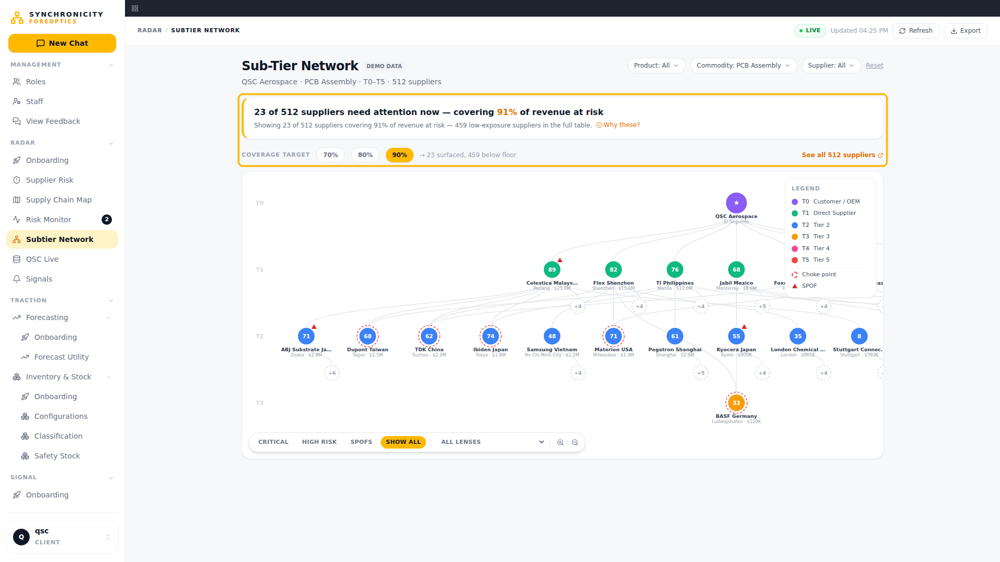 SYNCHRONICITY
FOREOPTICS
New Chat
MANAGEMENT
Roles
Staff
View Feedback
RADAR
Onboarding
Supplier Risk
Supply Chain Map
Risk Monitor 2
Subtier Network
QSC Live
Signals
TRACTION
Forecasting
Onboarding
Forecast Utility
Inventory & Stock
Onboarding
Configurations
Classification
Safety Stock
SIGNAL
Onboarding
Q
qsc
CLIENT
RADAR / SUBTIER NETWORK
LIVE Updated 04:25 PM Refresh Export
Sub-Tier Network DEMO DATA
Product: All Commodity: PCB Assembly Supplier: All Reset
QSC Aerospace · PCB Assembly · T0–T5 · 512 suppliers
23 of 512 suppliers need attention now — covering 91% of revenue at risk
Showing 23 of 512 suppliers covering 91% of revenue at risk — 459 low-exposure suppliers in the full table. Why these?
COVERAGE TARGET 70% 80% 90% → 23 surfaced, 459 below floor See all 512 suppliers
T0
QSC Aerospace
El Segundo
LEGEND
T0 Customer / OEM
T1 Direct Supplier
T2 Tier 2
T3 Tier 3
T4 Tier 4
T5 Tier 5
Choke point
SPOF
T1
89 82 76 68
Celestica Malays… Flex Shenzhen TI Philippines Jabil Mexico
Penang · $25.0M Shenzhen · $15.0M Manila · $10.0M Monterrey · $8.0M
+4 +4 +4 +5 +4
T2
71 68 62 74 48 71 61 55 35 8
ABJ Substrate Ja… Dupont Taiwan TDK China Ibiden Japan Samsung Vietnam Materion USA Pegatron Shanghai Kyocera Japan London Chemical … Stuttgart Connec…
Osaka · $2.8M Taipei · $2.5M Suzhou · $2.0M Tokyo · $1.8M Ho Chi Minh City · $1.5M Milwaukee · $1.4M Shanghai · $1.0M Kyoto · $900K London · $861K Stuttgart · $783K
+6 +4 +5 +4 +4
T3
33
BASF Germany
Ludwigshafen · $120K
CRITICAL HIGH RISK SPOFS SHOW ALL ALL LENSES